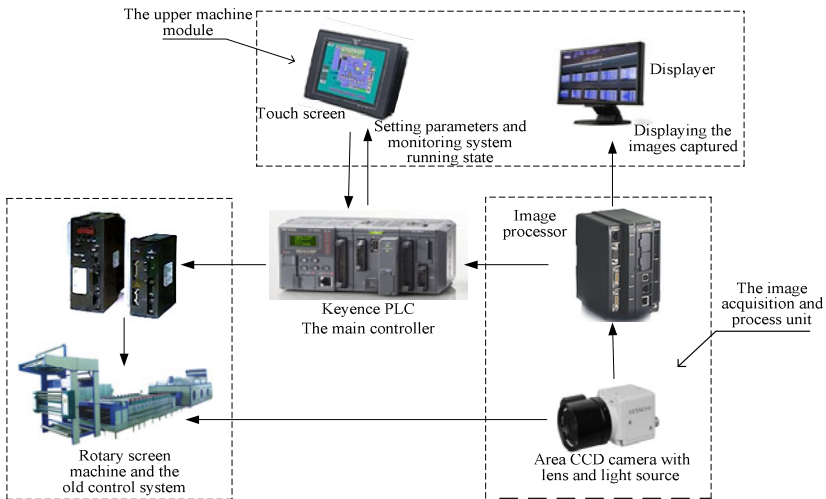 The upper machine
module
Touch screen
Setting parameters and
monitoring system
running state
Displayer
Displaying the
images captured
Image
processor
Keyence PLC
The main controller
The image
acquisition and
process unit
HITACHI
Area CCD camera with
lens and light source
Rotary screen
machine and the
old control system